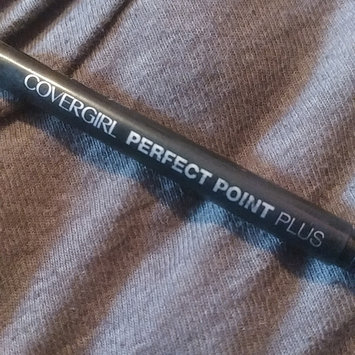 COVERGIRL PERFECT POINT PLUS